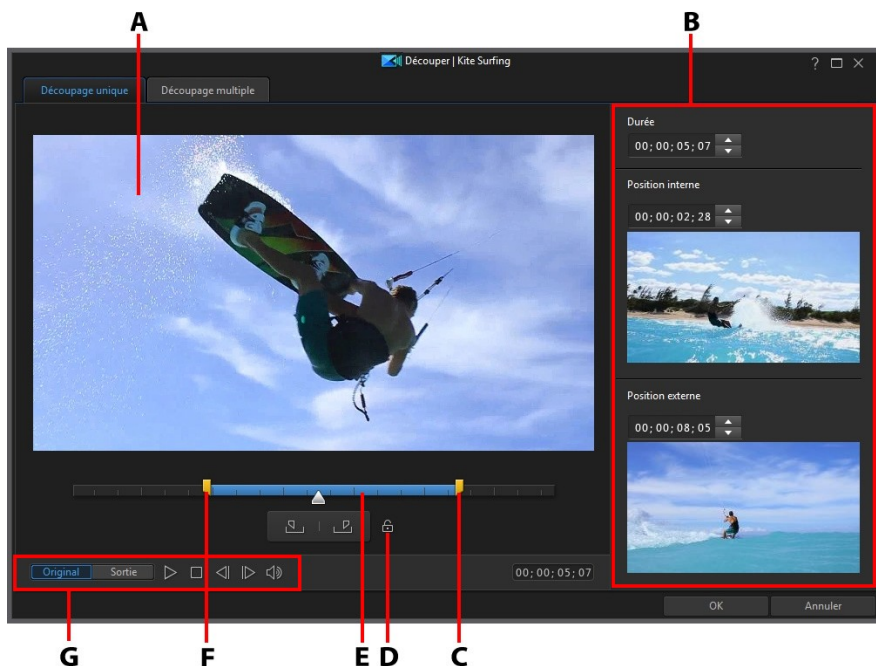 A
B
Découper | Kite Surfing
?
Découpage unique
Découpage multiple
Durée
00; 00; 05; 07
Position interne
00; 00; 02; 28
Position externe
00; 00; 08; 05
Original
Sortie
00; 00; 05; 07
OK
Annuler
G
F
E
D
C